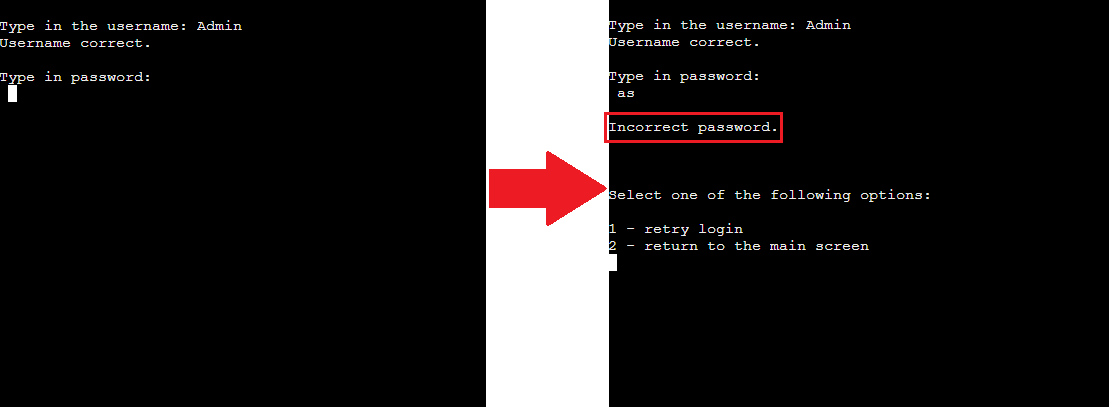 Type in the username: Admin
Username correct.
Type in password:
Type in the username: Admin
Username correct.
Type in password:
as
Incorrect password.
Select one of the following options:
1 - retry login
2 - return to the main screen